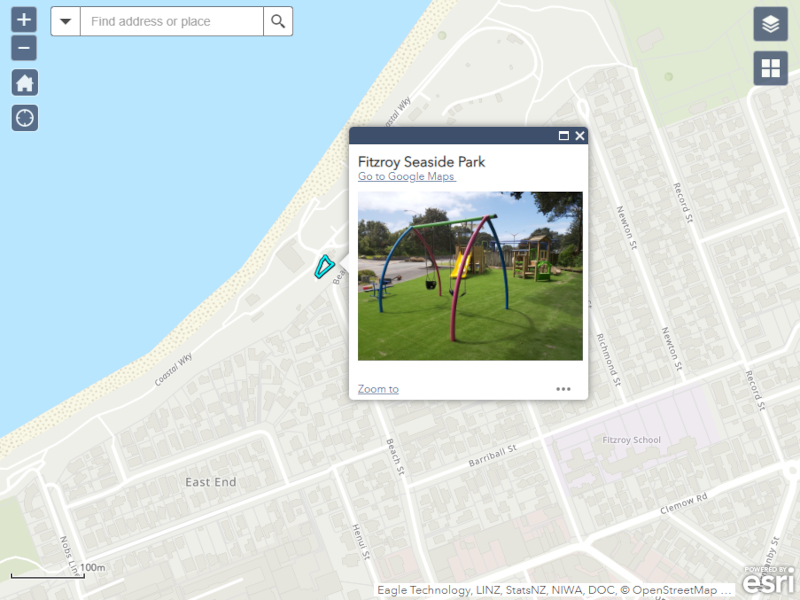 Find address or place
Coastal Wky
Fitzroy Seaside Park
Go to Google Maps
Record St
Newton St
Beac
Coastal Wky
Richmond St
Newton St
Record St
Zoom to
Beach St
Barriball St
Fitzroy School
East End
Clemow Rd
Henui St
Nobs Line
100m
POWERED BY
esri
Eagle Technology, LINZ, StatsNZ, NIWA, DOC, © OpenStreetMap ...